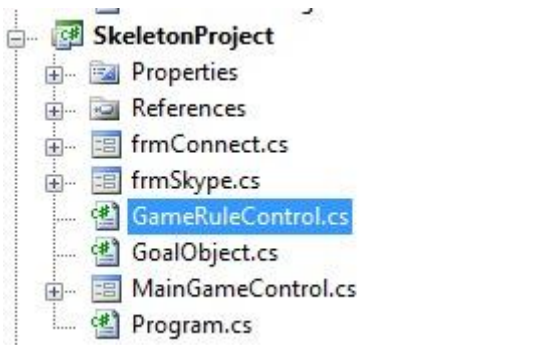 SkeletonProject
Properties
References
frmConnect.cs
frmSkype.cs
GameRuleControl.cs
GoalObject.cs
MainGameControl.cs
Program.cs